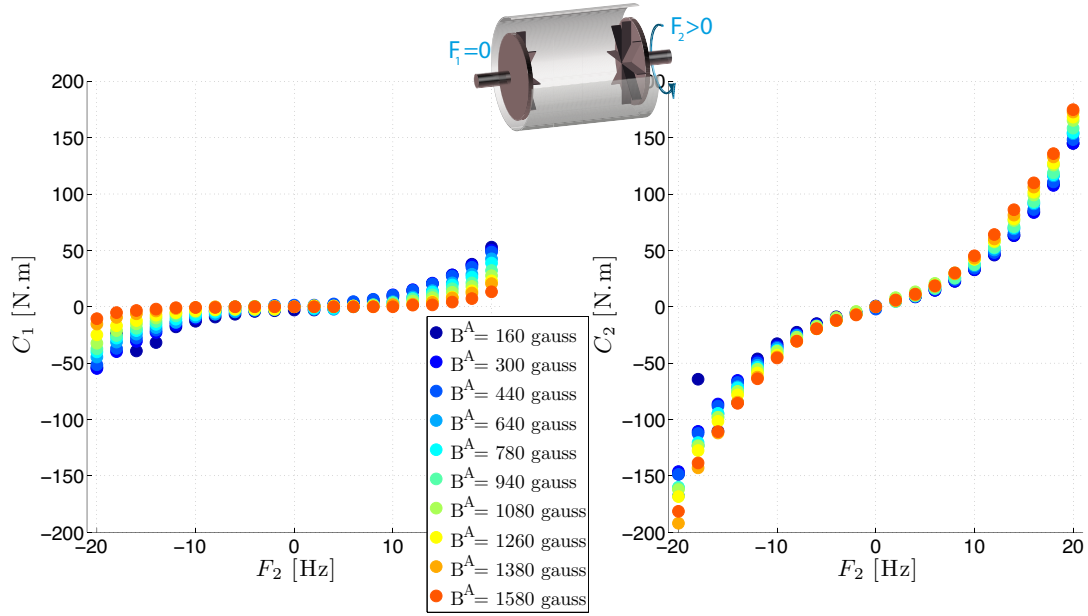 F₁=0
F₂>0
200
150
100
50
0
−50
−100
−150
−200
C₁ [N.m]
−20
−10
0
10
F₂ [Hz]
Bᴬ= 160 gauss
Bᴬ= 300 gauss
Bᴬ= 440 gauss
Bᴬ= 640 gauss
Bᴬ= 780 gauss
Bᴬ= 940 gauss
Bᴬ= 1080 gauss
Bᴬ= 1260 gauss
Bᴬ= 1380 gauss
Bᴬ= 1580 gauss
200
150
100
50
0
−50
−100
−150
−200
C₂ [N.m]
−20
−10
0
10
20
F₂ [Hz]